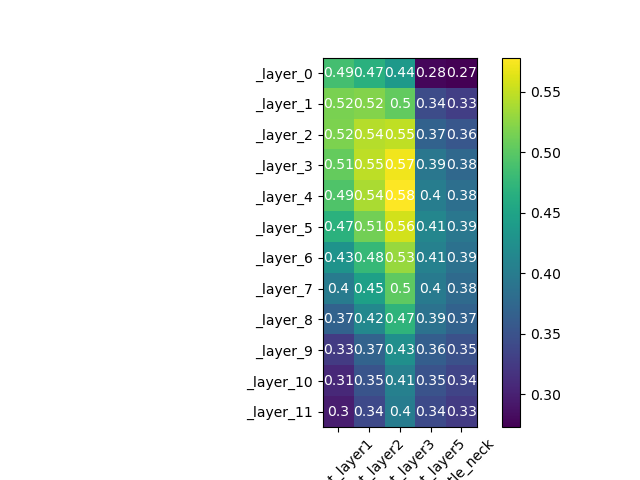 _layer_0 0.49 0.47 0.44 0.28 0.27
_layer_1 0.52 0.52 0.5 0.34 0.33
_layer_2 0.52 0.54 0.55 0.37 0.36
_layer_3 0.51 0.55 0.57 0.39 0.38
_layer_4 0.49 0.54 0.58 0.4 0.38
_layer_5 0.47 0.51 0.56 0.41 0.39
_layer_6 0.43 0.48 0.53 0.41 0.39
_layer_7 0.4 0.45 0.5 0.4 0.38
_layer_8 0.37 0.42 0.47 0.39 0.37
_layer_9 0.33 0.37 0.43 0.36 0.35
_layer_10 0.31 0.35 0.41 0.35 0.34
_layer_11 0.3 0.34 0.4 0.34 0.33
t_layer1
t_layer2
t_layer3
t_layer5
tle_neck
0.55
0.50
0.45
0.40
0.35
0.30